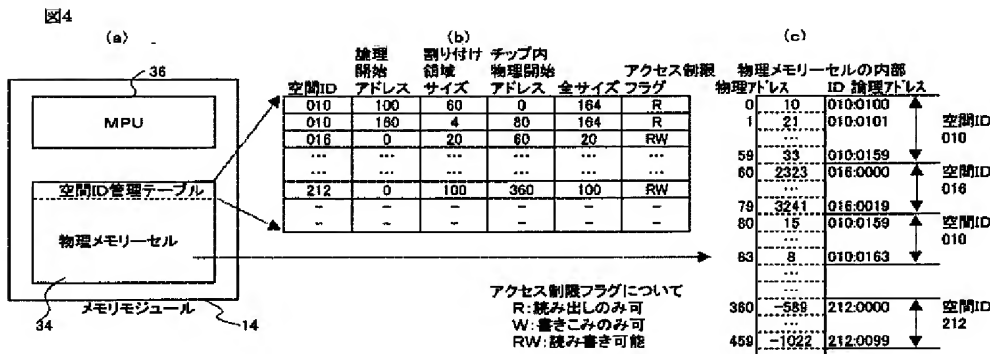 図4
(a)
36
MPU
空間ID管理テーブル
物理メモリーセル
34
メモリモジュール
14
(b)
論理 割り付け チップ内
開始 領域 物理開始 アクセス制限
空間ID アドレス サイズ アドレス 全サイズ フラグ
010 100 60 0 164 R
010 160 4 80 164 R
016 0 20 60 20 RW
... ... ... ... ... ...
... ... ... ... ... ...
212 0 100 360 100 RW
- - - - - -
- - - - - -
アクセス制限フラグについて
R:読み出しのみ可
W:書きこみのみ可
RW:読み書き可能
(c)
物理メモリーセルの内部
物理アドレス ID 論理アドレス
0 10 010:0100
1 21 010:0101
...
59 33 010:0159
空間ID
010
60 2323 016:0000
...
79 3241 016:0019
空間ID
016
80 15 010:0159
...
83 8 010:0163
空間ID
010
...
...
360 -589 212:0000
...
459 -1022 212:0099
空間ID
212